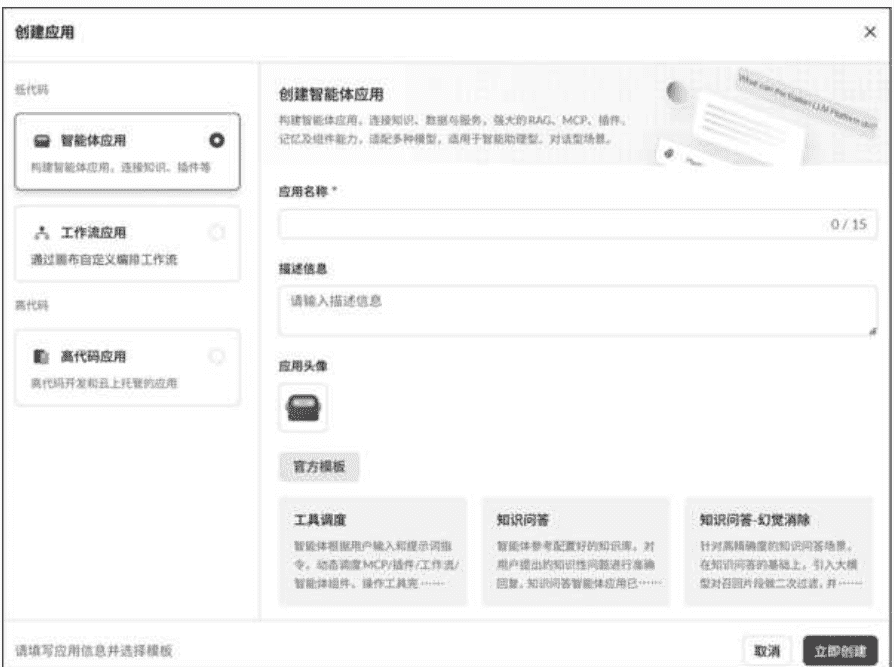 创建应用
低代码
智能体应用
构建智能体应用，连接知识、插件等
工作流应用
通过画布自定义编排工作流
高代码
高代码应用
高代码开发和云上托管的应用
创建智能体应用
构建智能体应用，连接知识、数据与服务，强大的RAG、MCP、插件、
记忆及组件能力，适配多种模型，适用于智能助理型、对话型场景。
What can the Bailian LLM Platform do?
应用名称 *
0 / 15
描述信息
请输入描述信息
应用头像
官方模板
工具调度
智能体根据用户输入和提示词指
令，动态调度MCP/插件/工作流/
智能体组件、操作工具完……
知识问答
智能体参考配置好的知识库，对
用户提出的知识性问题进行准确
回复，知识问答智能体应用已……
知识问答-幻觉消除
针对高精确度的知识问答场景，
在知识问答的基础上，引入大模
型对召回片段做二次过滤，并……
请填写应用信息并选择模板
取消
立即创建